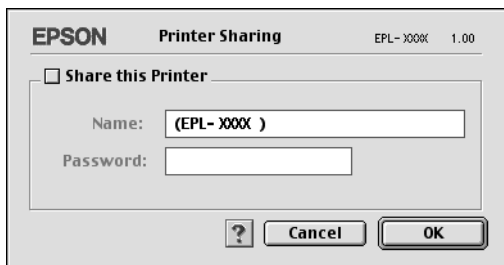 EPSON Printer Sharing EPL-XXXX 1.00
Share this Printer
Name: (EPL- XXXX )
Password:
? Cancel OK